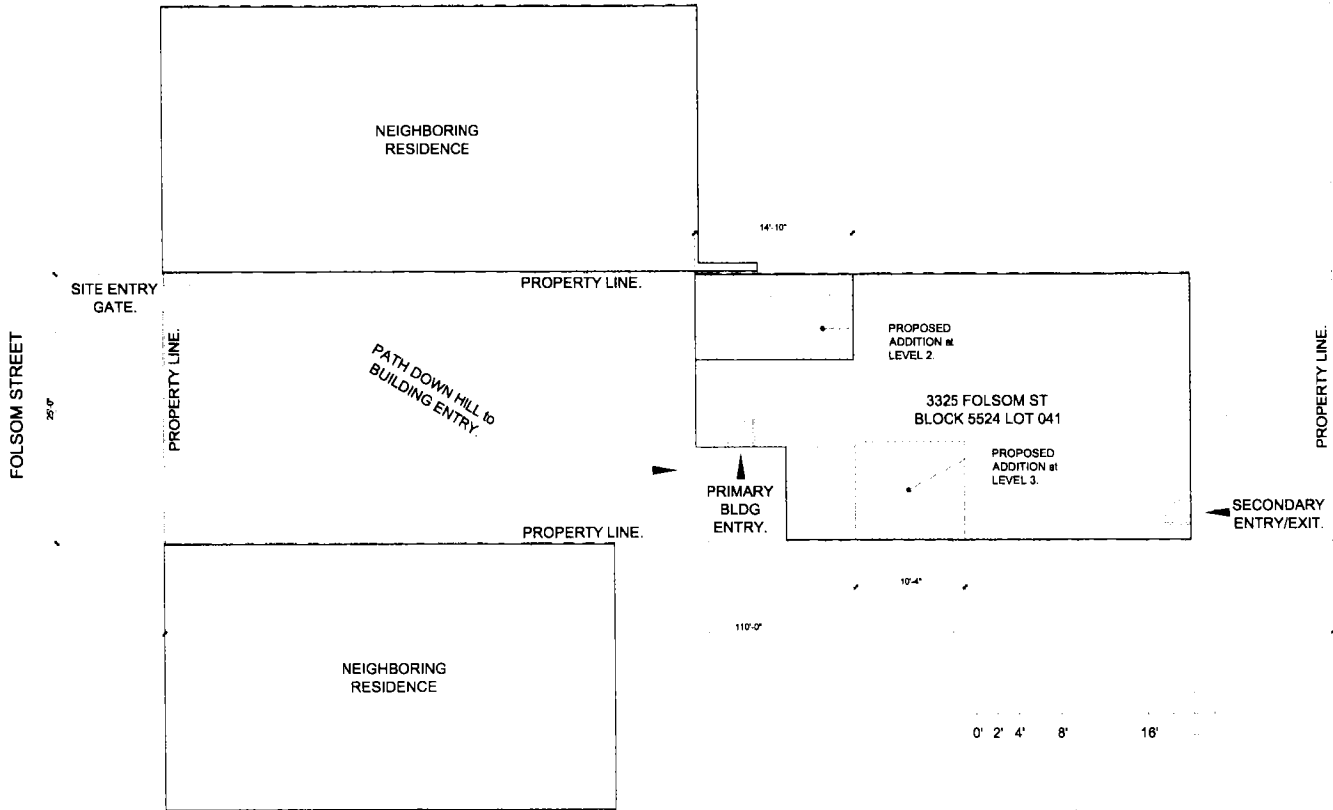 NEIGHBORING
RESIDENCE
14'-10"
SITE ENTRY
GATE.
PROPERTY LINE.
FOLSOM STREET
25'-0"
PROPERTY LINE.
PATH DOWN HILL to
BUILDING ENTRY.
PROPOSED
ADDITION at
LEVEL 2.
3325 FOLSOM ST
BLOCK 5524 LOT 041
PROPERTY LINE.
PROPOSED
ADDITION at
LEVEL 3.
PRIMARY
BLDG
ENTRY.
SECONDARY
ENTRY/EXIT.
PROPERTY LINE.
10'-4"
110'-0"
NEIGHBORING
RESIDENCE
0' 2' 4' 8' 16'